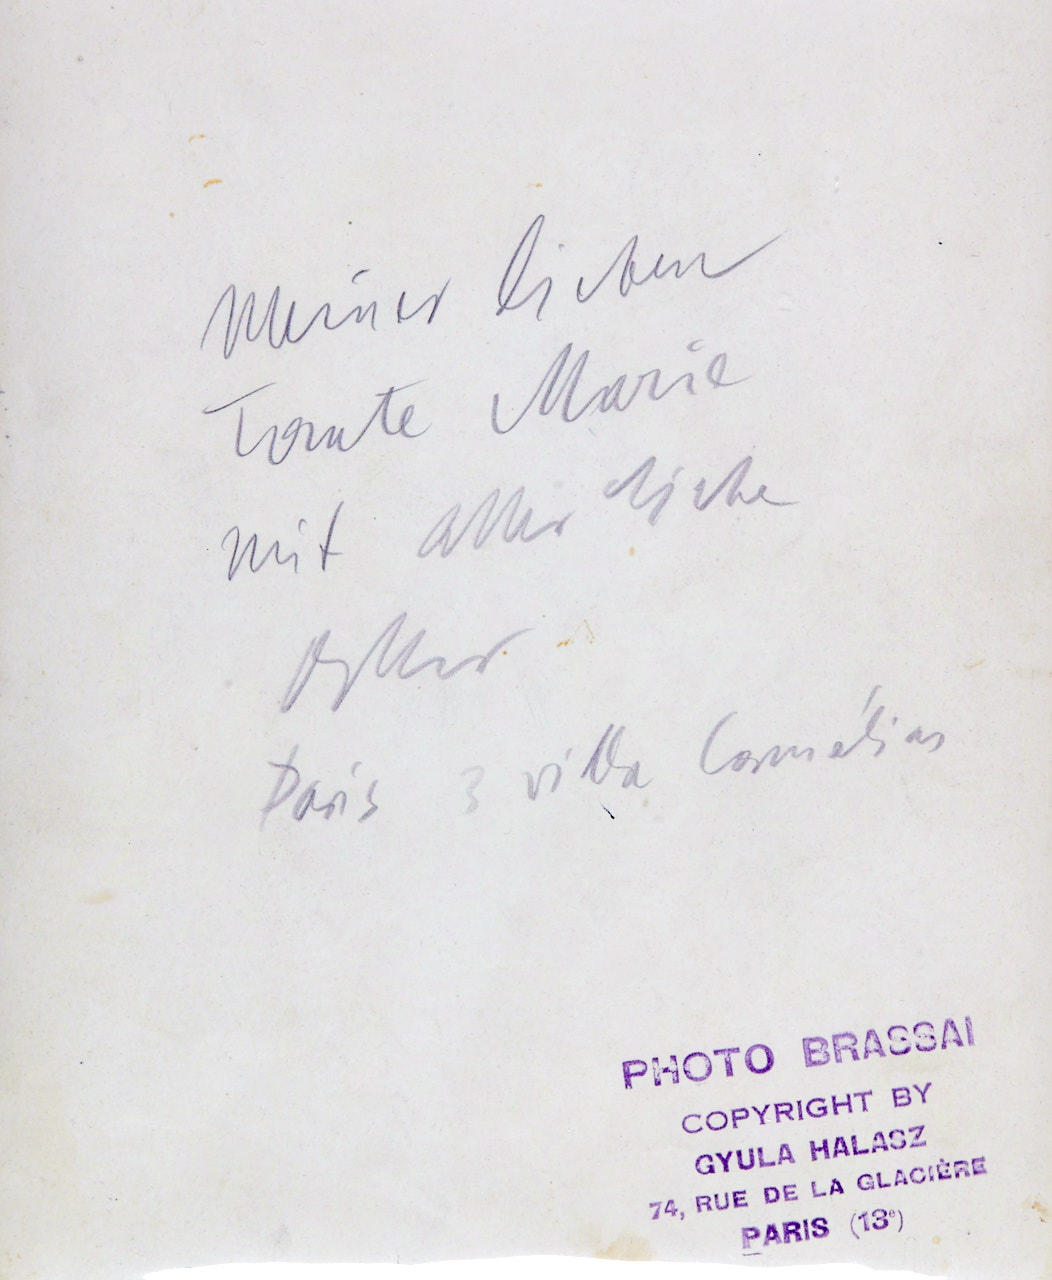 Meiner lieben
Tante Marie
mit aller Liebe
Paris 3 villa Camélias
PHOTO BRASSAI
COPYRIGHT BY
GYULA HALASZ
74, RUE DE LA GLACIÈRE
PARIS (13e)